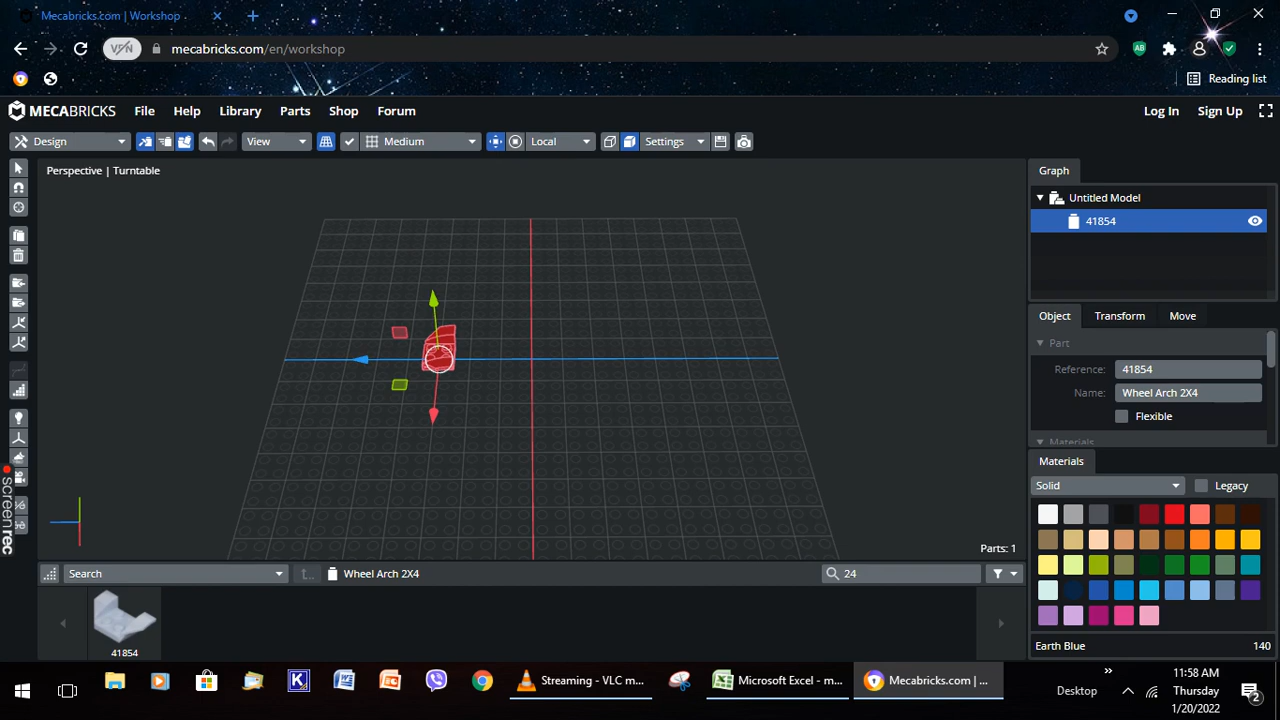 Mecabricks.com | Workshop
VPN
mecabricks.com/en/workshop
AB
Reading list
MECABRICKS File Help Library Parts Shop Forum Log In Sign Up
Design View Medium Local Settings
Perspective | Turntable
Graph
Untitled Model
41854
Object Transform Move
Part
Reference: 41854
Name: Wheel Arch 2X4
Flexible
Materials
Materials
Solid Legacy
Earth Blue 140
Parts: 1
Search Wheel Arch 2X4 24
41854
screenrec
Streaming - VLC m...
Microsoft Excel - m...
Mecabricks.com | ...
Desktop
11:58 AM
Thursday
1/20/2022
2